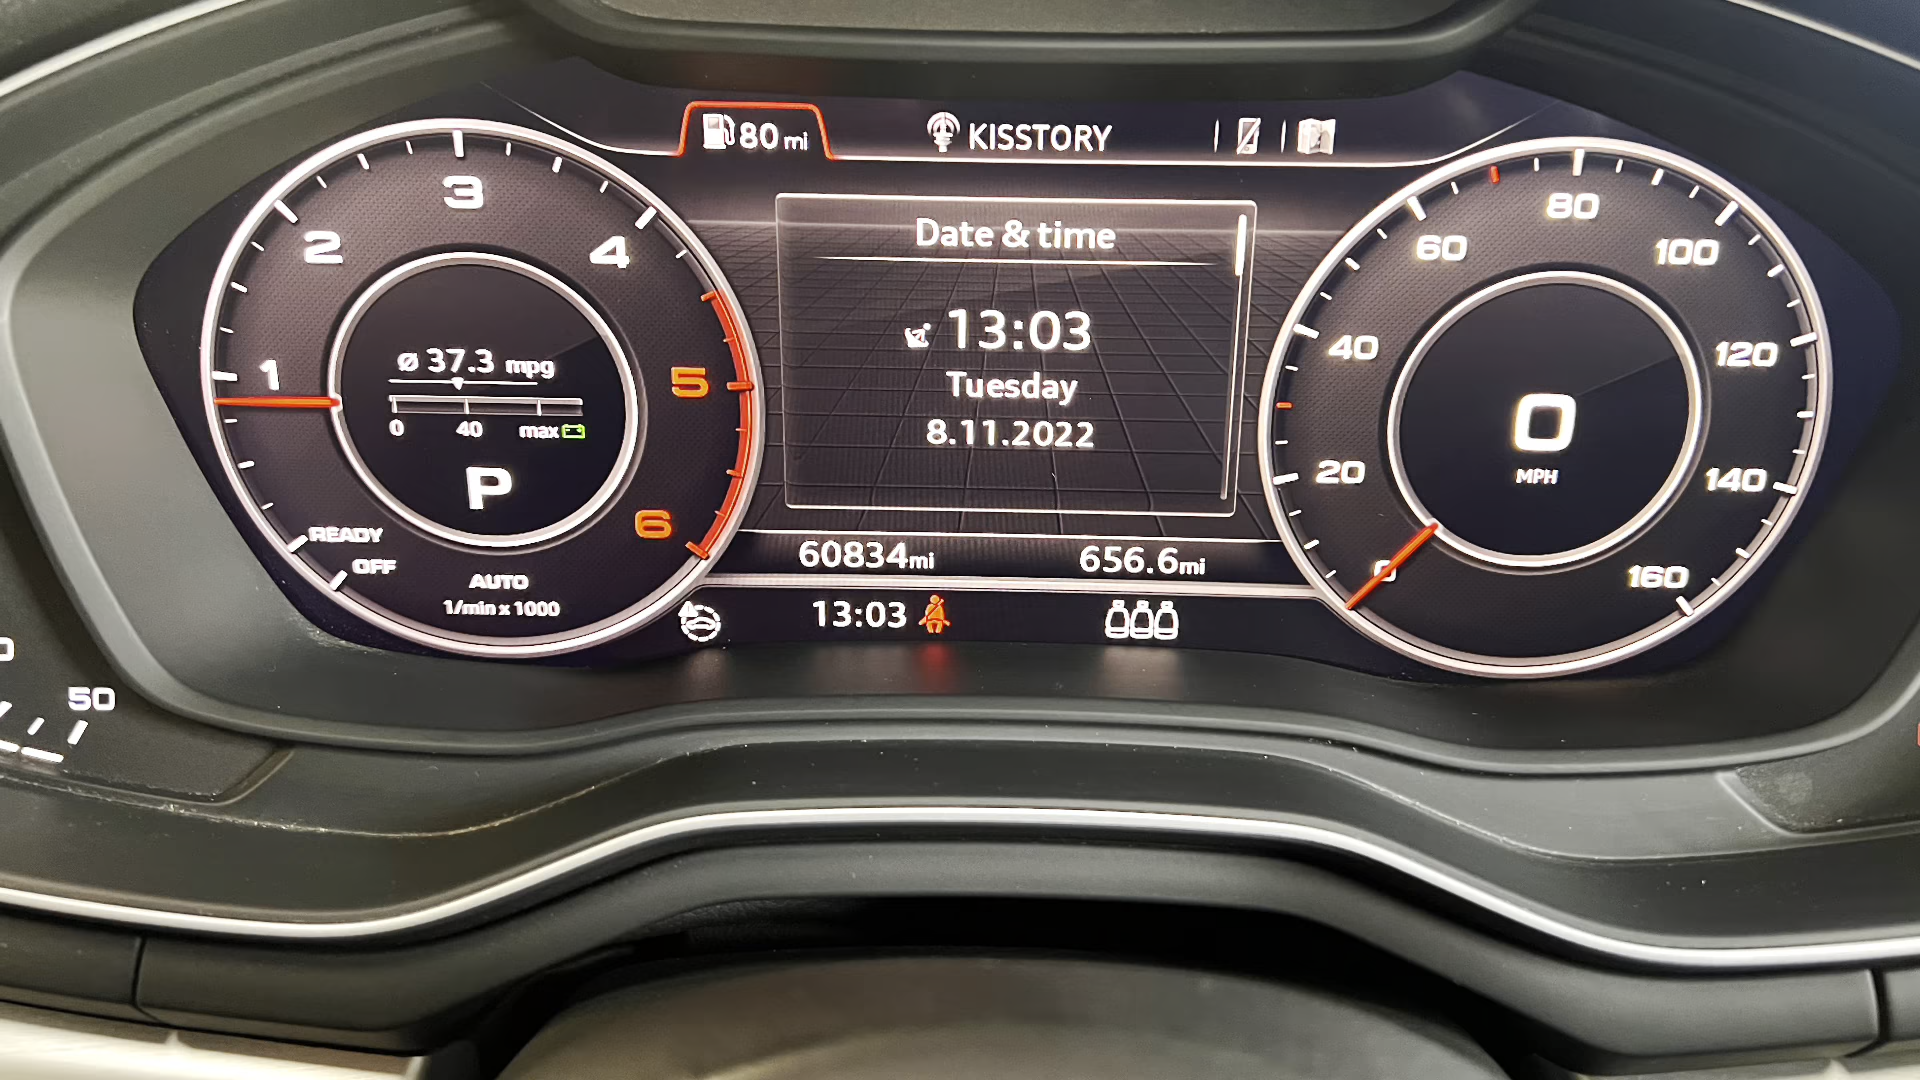 80 mi
KISSTORY
Date & time
13:03
Tuesday
8.11.2022
60834mi
656.6mi
13:03
1
2
3
4
5
6
ø 37.3 mpg
0 40 max
P
READY
OFF
AUTO
1/min x 1000
0
20
40
60
80
100
120
140
160
0
MPH
50